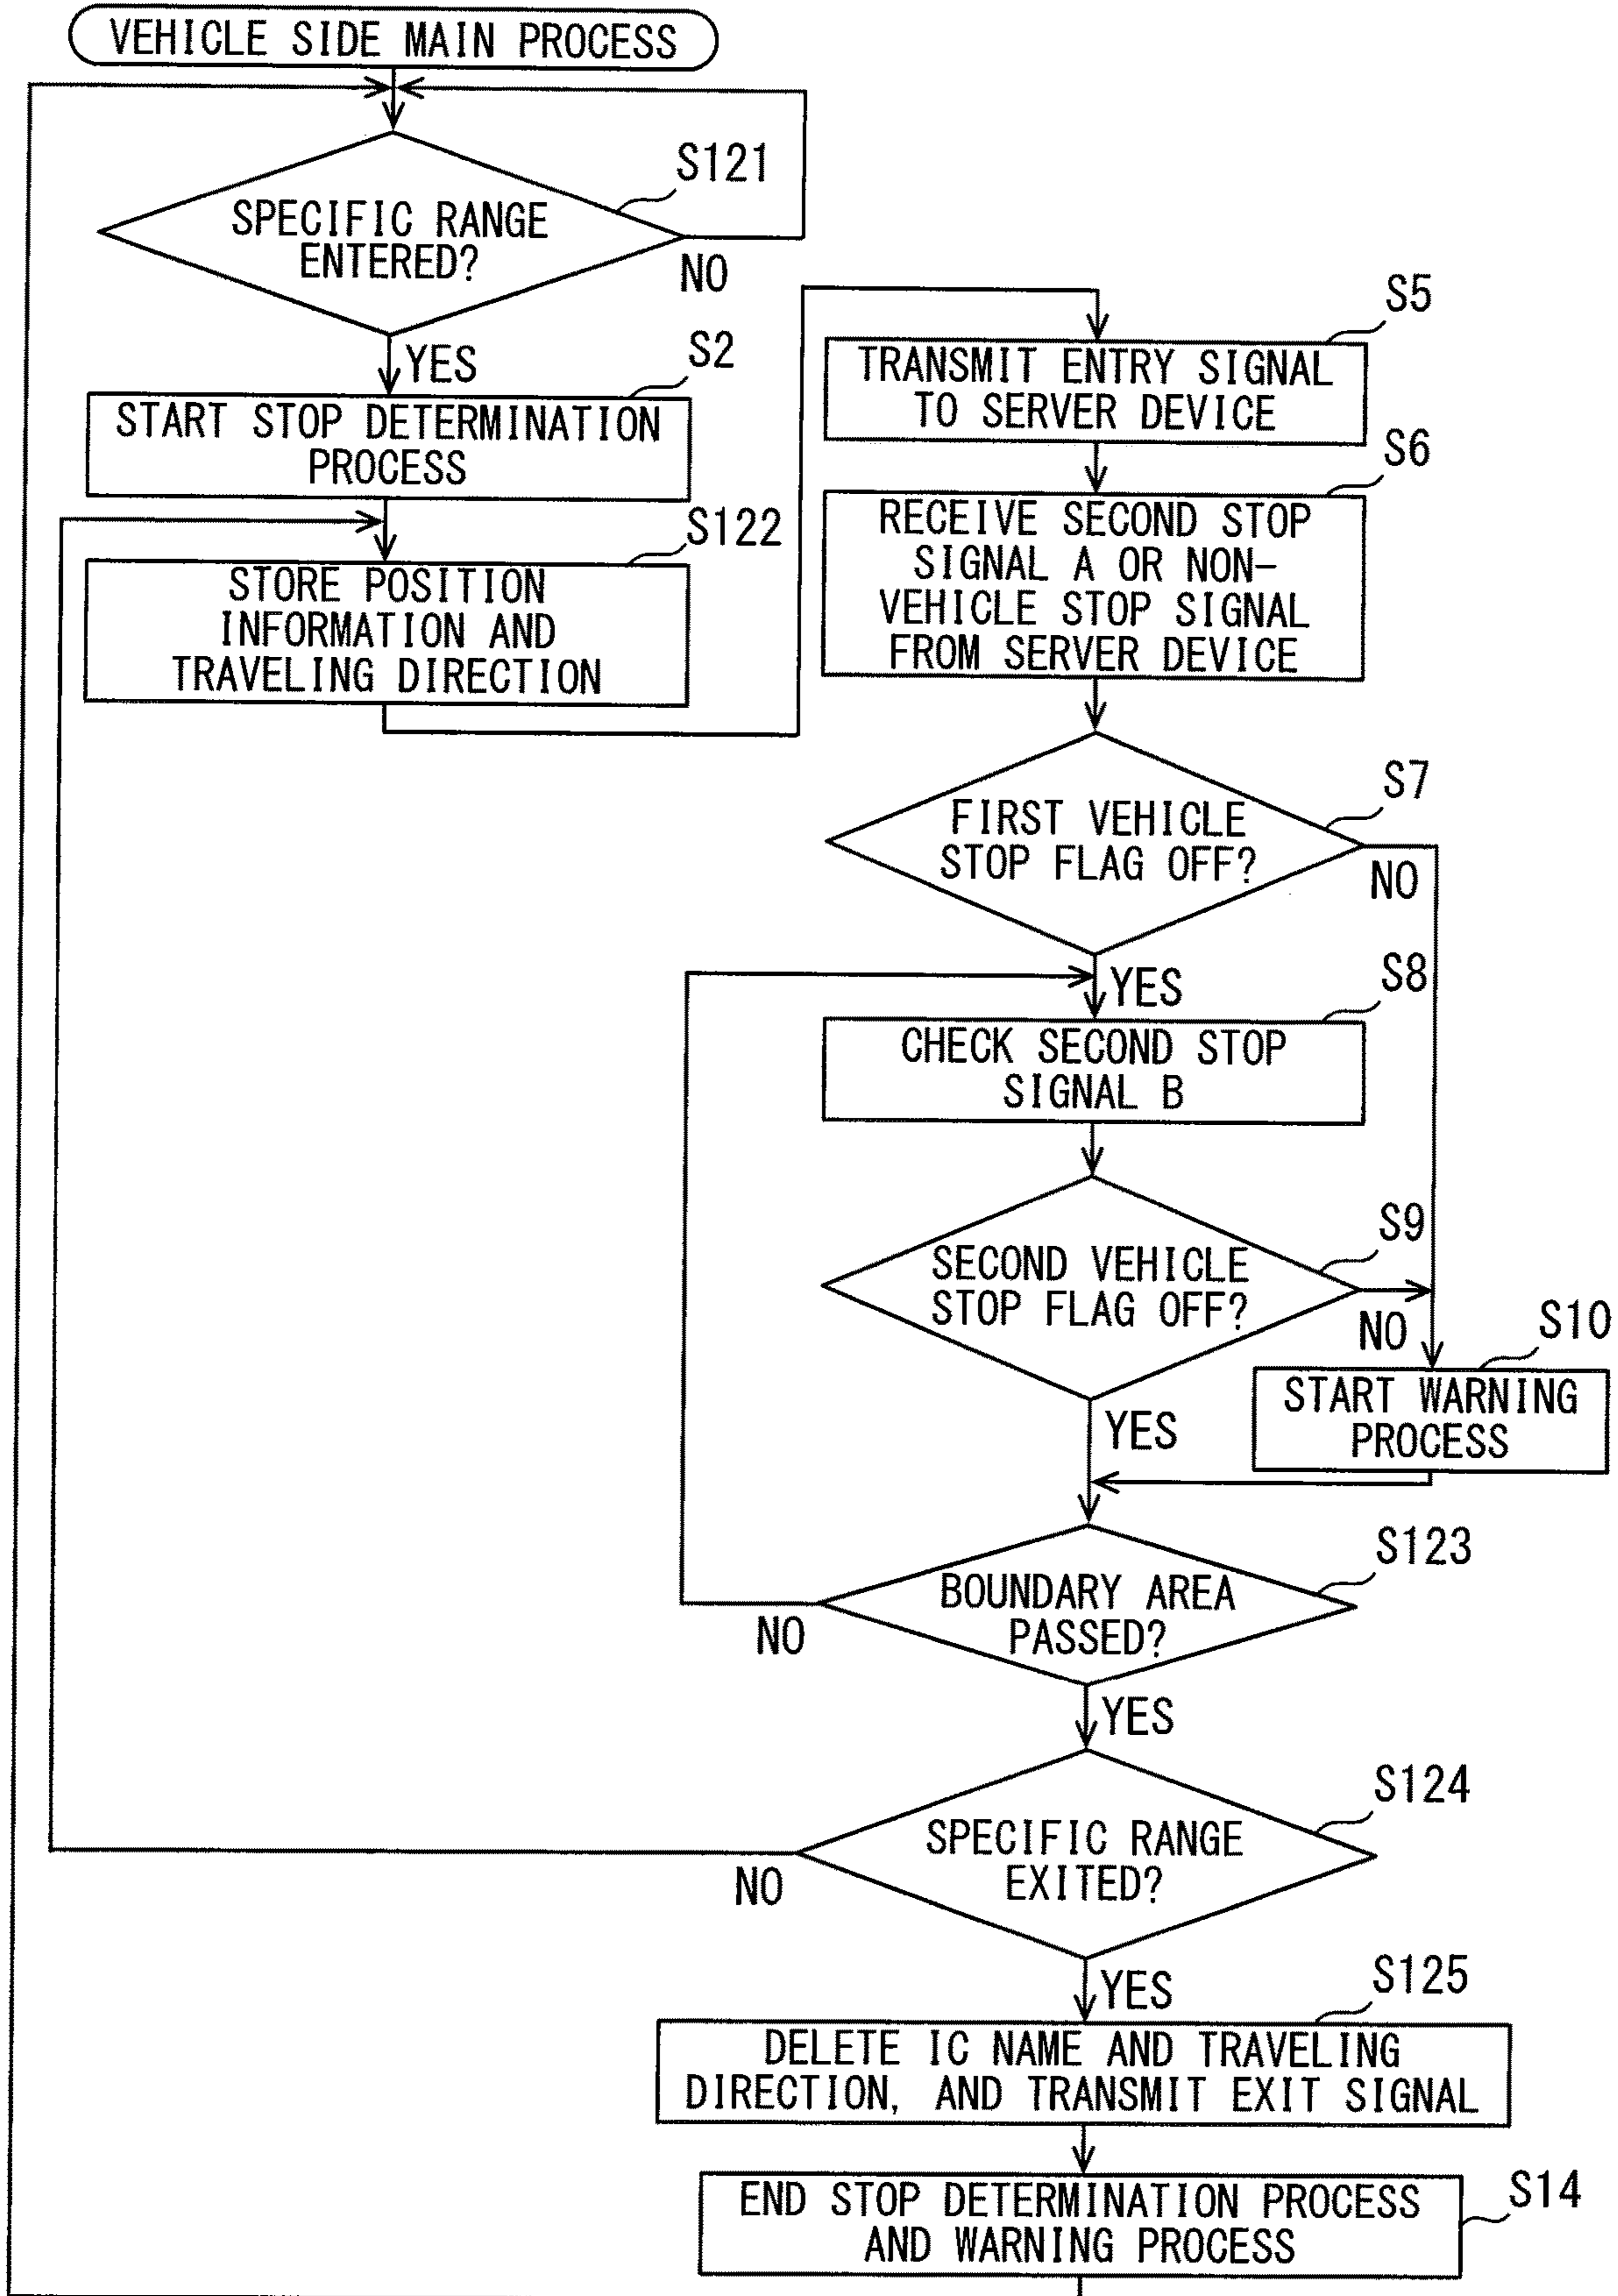 VEHICLE SIDE MAIN PROCESS
S121
SPECIFIC RANGE
ENTERED?
NO
YES
S2
START STOP DETERMINATION
PROCESS
S122
STORE POSITION
INFORMATION AND
TRAVELING DIRECTION
S5
TRANSMIT ENTRY SIGNAL
TO SERVER DEVICE
S6
RECEIVE SECOND STOP
SIGNAL A OR NON-
VEHICLE STOP SIGNAL
FROM SERVER DEVICE
S7
FIRST VEHICLE
STOP FLAG OFF?
NO
YES
S8
CHECK SECOND STOP
SIGNAL B
S9
SECOND VEHICLE
STOP FLAG OFF?
NO
YES
S10
START WARNING
PROCESS
S123
BOUNDARY AREA
PASSED?
NO
YES
S124
SPECIFIC RANGE
EXITED?
NO
YES
S125
DELETE IC NAME AND TRAVELING
DIRECTION, AND TRANSMIT EXIT SIGNAL
S14
END STOP DETERMINATION PROCESS
AND WARNING PROCESS